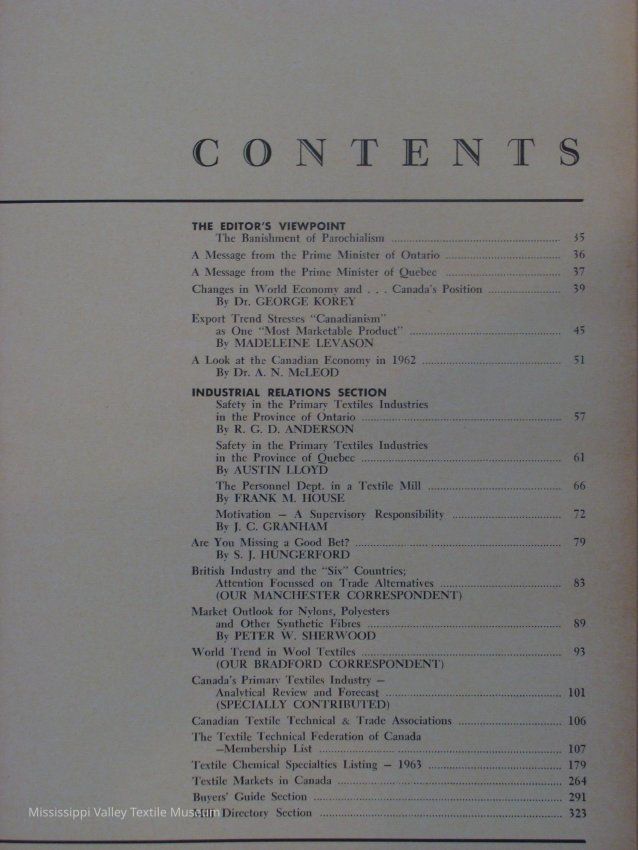 CONTENTS
THE EDITOR'S VIEWPOINT
The Banishment of Parochialism 35
A Message from the Prime Minister of Ontario 36
A Message from the Prime Minister of Quebec 37
Changes in World Economy and . . . Canada's Position 39
By Dr. GEORGE KOREY
Export Trend Stresses "Canadianism"
as One "Most Marketable Product" 45
By MADELEINE LEVASON
A Look at the Canadian Economy in 1962 51
By Dr. A. N. McLEOD
INDUSTRIAL RELATIONS SECTION
Safety in the Primary Textiles Industries
in the Province of Ontario 57
By R. G. D. ANDERSON
Safety in the Primary Textiles Industries
in the Province of Quebec 61
By AUSTIN LLOYD
The Personnel Dept. in a Textile Mill 66
By FRANK M. HOUSE
Motivation — A Supervisory Responsibility 72
By J. C. GRANHAM
Are You Missing a Good Bet? 79
By S. J. HUNGERFORD
British Industry and the "Six" Countries;
Attention Focussed on Trade Alternatives 83
(OUR MANCHESTER CORRESPONDENT)
Market Outlook for Nylons, Polyesters
and Other Synthetic Fibres 89
By PETER W. SHERWOOD
World Trend in Wool Textiles 93
(OUR BRADFORD CORRESPONDENT)
Canada's Primary Textiles Industry —
Analytical Review and Forecast 101
(SPECIALLY CONTRIBUTED)
Canadian Textile Technical & Trade Associations 106
The Textile Technical Federation of Canada
—Membership List 107
Textile Chemical Specialties Listing — 1963 179
Textile Markets in Canada 264
Buyers' Guide Section 291
Directory Section 323
Mississippi Valley Textile Museum